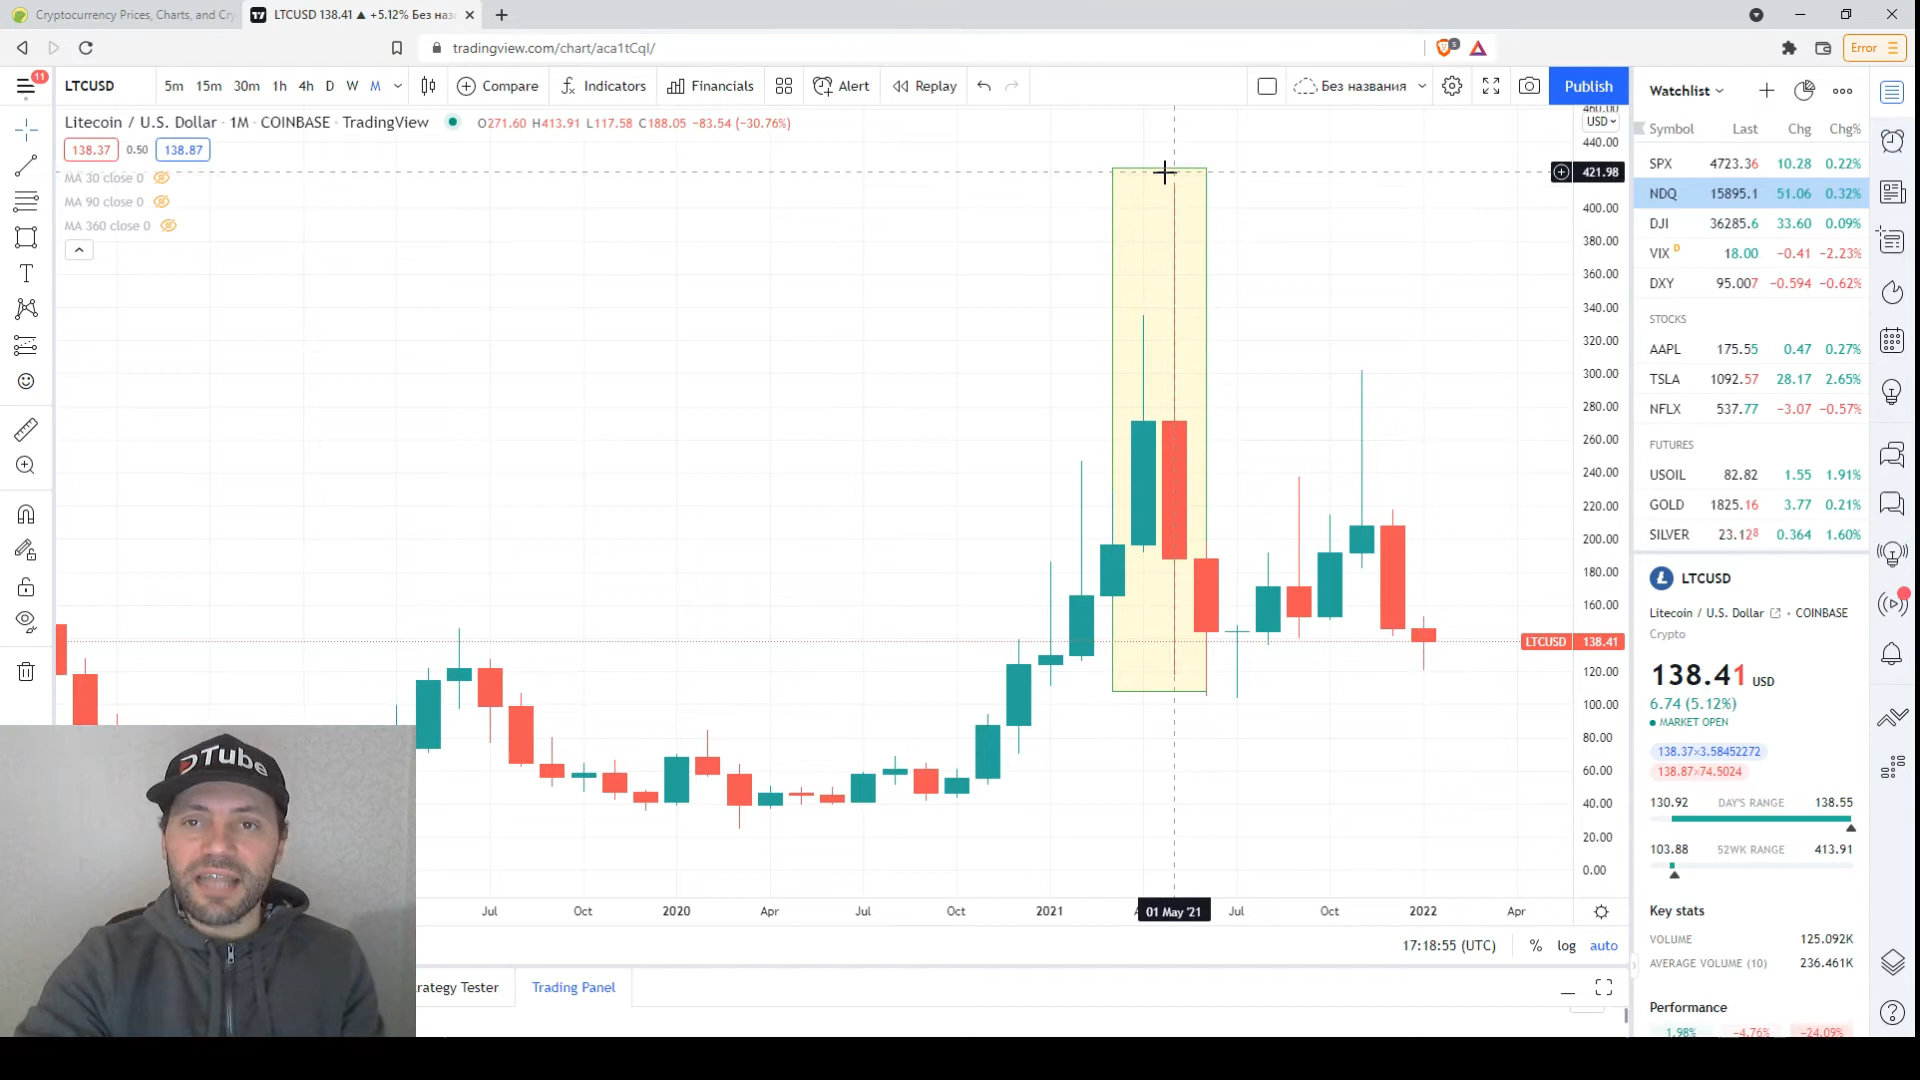 Cryptocurrency Prices, Charts, and Cry
LTCUSD 138.41 ▲ +5.12% Без наз
tradingview.com/chart/aca1tCqI/
5
Error
11
LTCUSD
5m 15m 30m 1h 4h D W M
Compare
Indicators
Financials
Alert
Replay
Без названия
Publish
Litecoin / U.S. Dollar · 1M · COINBASE · TradingView
O271.60 H413.91 L117.58 C188.05 −83.54 (−30.76%)
138.37 0.50 138.87
MA 30 close 0
MA 90 close 0
MA 360 close 0
460.00
USD
440.00
421.98
400.00
380.00
360.00
340.00
320.00
300.00
280.00
260.00
240.00
220.00
200.00
180.00
160.00
LTCUSD 138.41
120.00
100.00
80.00
60.00
40.00
20.00
0.00
Jul Oct 2020 Apr Jul Oct 2021 01 May '21 Jul Oct 2022 Apr
17:18:55 (UTC) % log auto
rategy Tester
Trading Panel
DTube
Watchlist
Symbol Last Chg Chg%
SPX 4723.36 10.28 0.22%
NDQ 15895.1 51.06 0.32%
DJI 36285.6 33.60 0.09%
VIX D 18.00 −0.41 −2.23%
DXY 95.007 −0.594 −0.62%
STOCKS
AAPL 175.55 0.47 0.27%
TSLA 1092.57 28.17 2.65%
NFLX 537.77 −3.07 −0.57%
FUTURES
USOIL 82.82 1.55 1.91%
GOLD 1825.16 3.77 0.21%
SILVER 23.128 0.364 1.60%
LTCUSD
Litecoin / U.S. Dollar • COINBASE
Crypto
138.41 USD
6.74 (5.12%)
MARKET OPEN
138.37×3.58452272
138.87×74.5024
130.92 DAY'S RANGE 138.55
103.88 52WK RANGE 413.91
Key stats
VOLUME 125.092K
AVERAGE VOLUME (10) 236.461K
Performance
1.98% −4.76% −24.09%